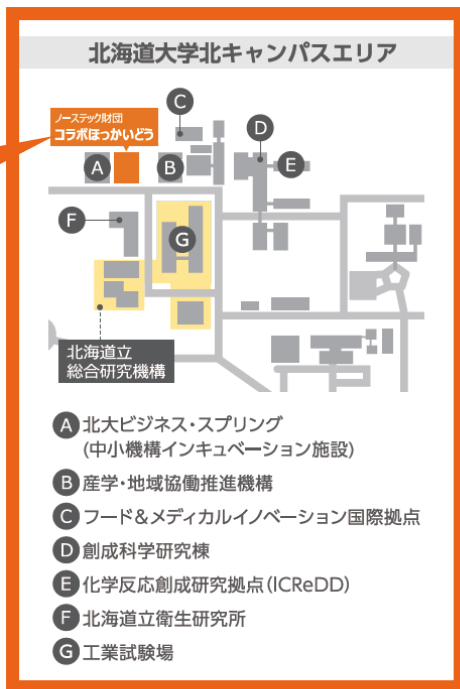 北海道大学北キャンパスエリア
ノーステック財団
コラボほっかいどう
C
D
A
B
E
F
G
北海道立
総合研究機構
A 北大ビジネス・スプリング
(中小機構インキュベーション施設)
B 産学・地域協働推進機構
C フード&メディカルイノベーション国際拠点
D 創成科学研究棟
E 化学反応創成研究拠点(ICReDD)
F 北海道立衛生研究所
G 工業試験場